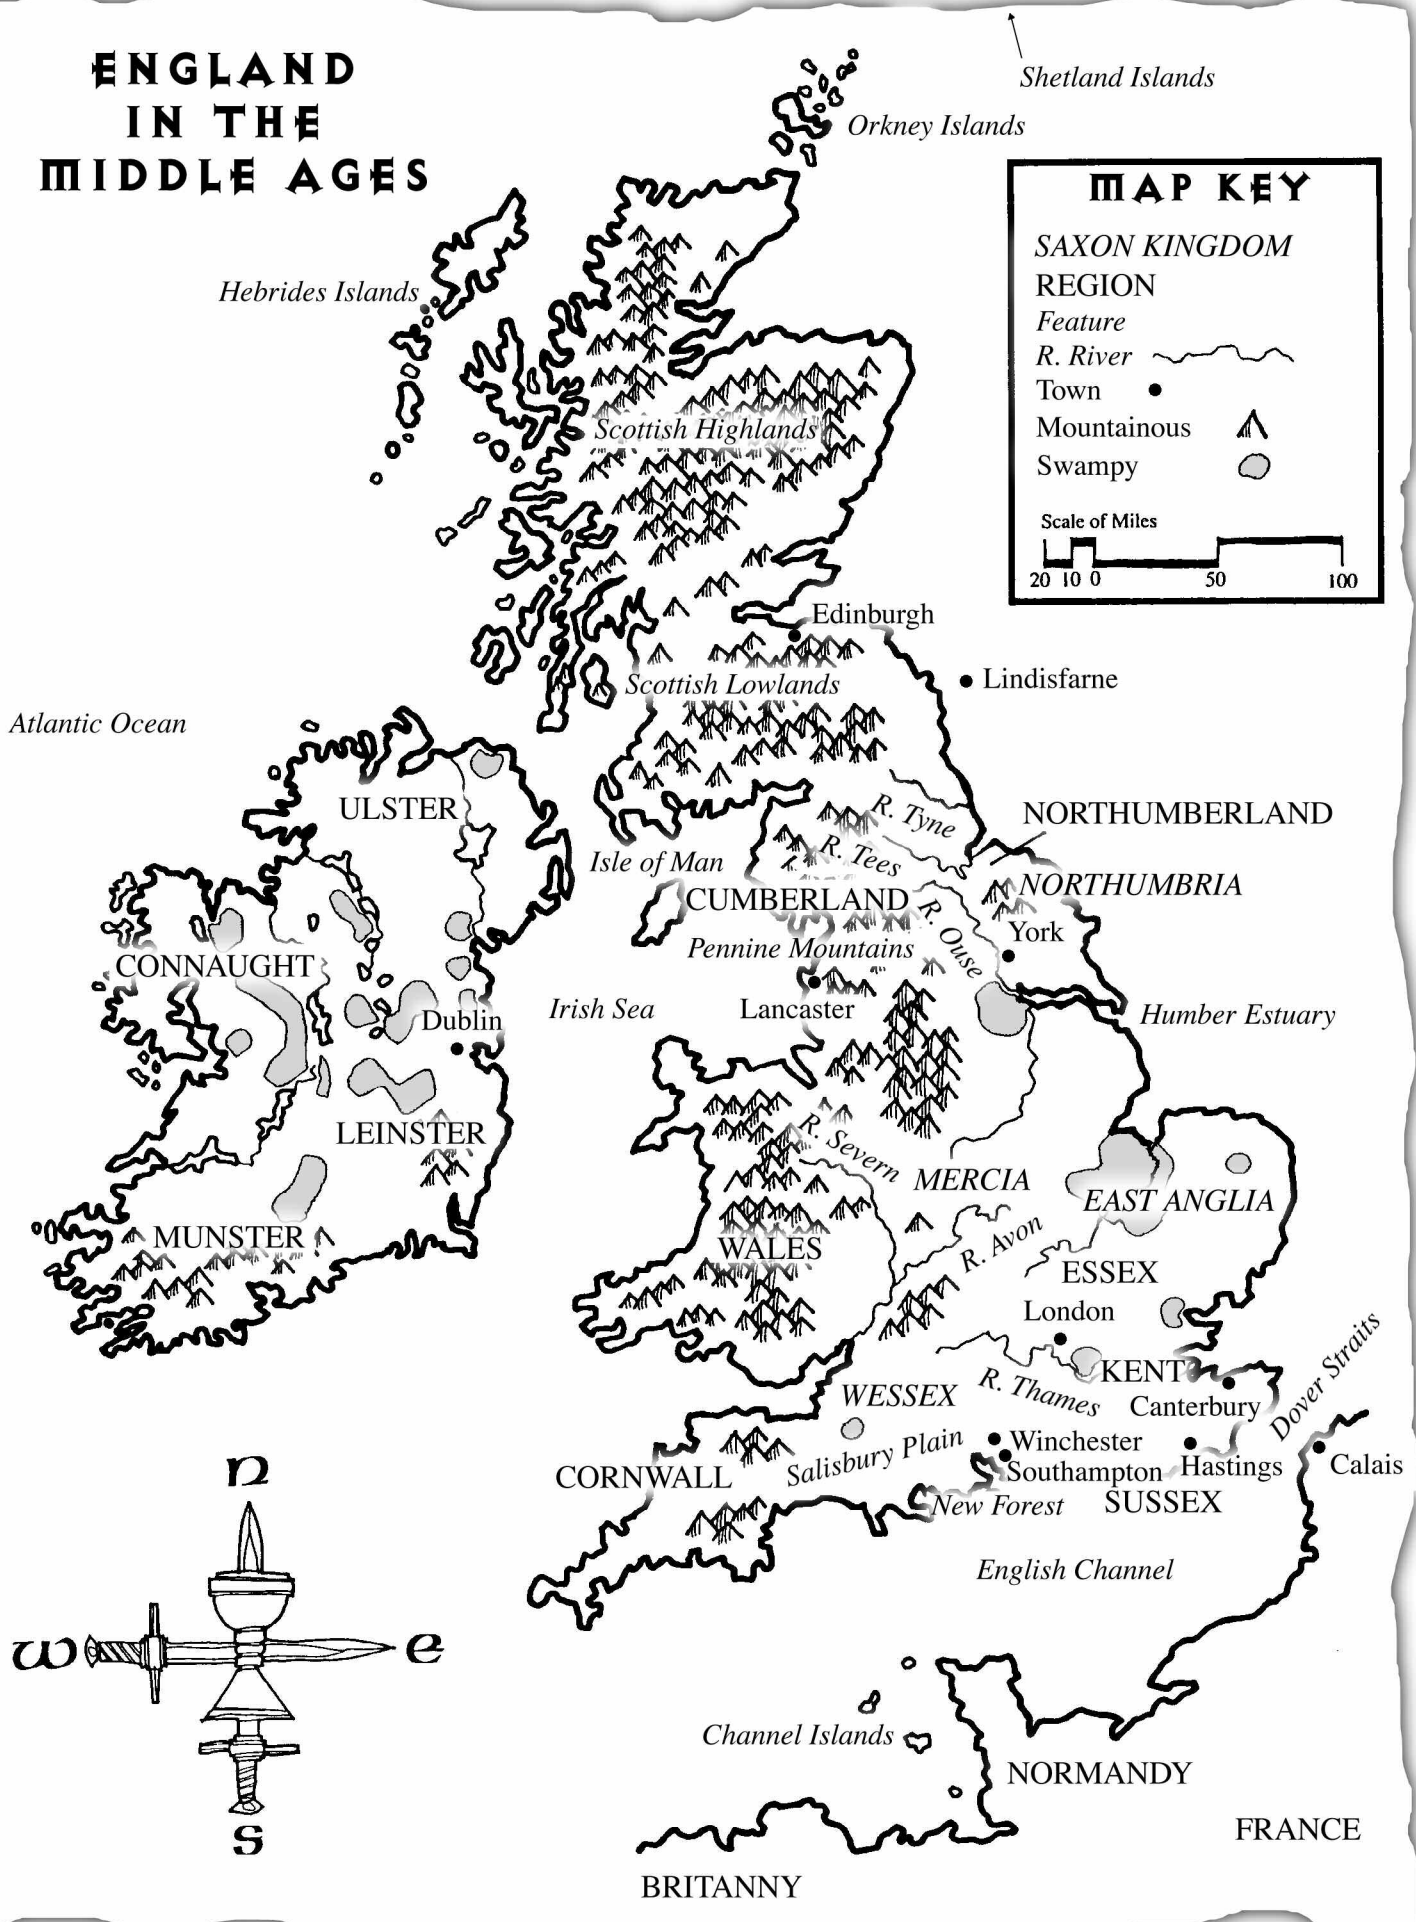 ENGLAND
IN THE
MIDDLE AGES
Shetland Islands
Orkney Islands
MAP KEY
SAXON KINGDOM
REGION
Feature
R. River
Town
Mountainous
Swampy
Scale of Miles
20 10 0 50 100
Hebrides Islands
Scottish Highlands
Edinburgh
Lindisfarne
Scottish Lowlands
Atlantic Ocean
ULSTER
R. Tyne
NORTHUMBERLAND
R. Tees
Isle of Man
NORTHUMBRIA
CUMBERLAND
R. Ouse
York
Pennine Mountains
CONNAUGHT
Lancaster
Irish Sea
Dublin
Humber Estuary
LEINSTER
R. Severn
MERCIA
EAST ANGLIA
MUNSTER
WALES
R. Avon
ESSEX
London
Dover Straits
KENT
WESSEX
R. Thames
Canterbury
Salisbury Plain
Winchester
Southampton
Hastings
Calais
CORNWALL
New Forest
SUSSEX
English Channel
n
w
e
s
Channel Islands
NORMANDY
FRANCE
BRITANNY